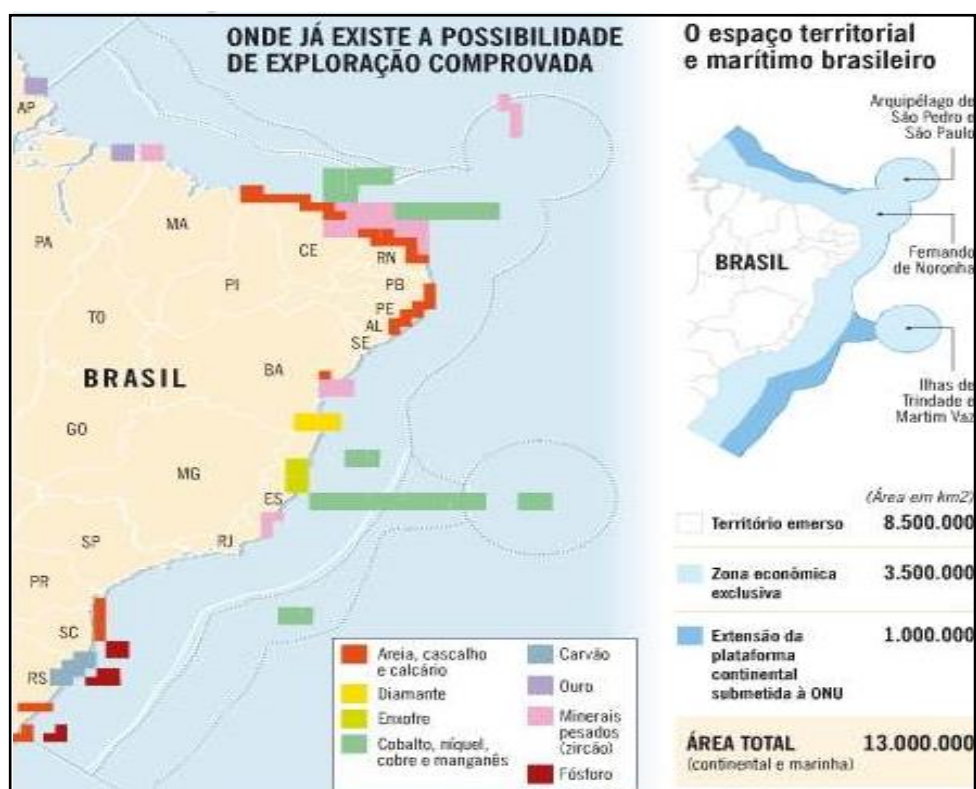 ONDE JÁ EXISTE A POSSIBILIDADE
DE EXPLORAÇÃO COMPROVADA
AP
PA
MA
CE
RN
PI
PB
PE
TO
AL
SE
BA
BRASIL
GO
MG
ES
SP
RJ
PR
SC
RS
Areia, cascalho
e calcário
Diamante
Enxofre
Cobalto, níquel,
cobre e manganês
Carvão
Ouro
Minerais
pesados
(zircão)
Fósforo
O espaço territorial
e marítimo brasileiro
Arquipélago de
São Pedro e
São Paulo
BRASIL
Fernando
de Noronha
Ilhas de
Trindade e
Martim Vaz
(Área em km2)
Território emerso 8.500.000
Zona econômica 3.500.000
exclusiva
Extensão da 1.000.000
plataforma
continental
submetida à ONU
ÁREA TOTAL 13.000.000
(continental e marinha)